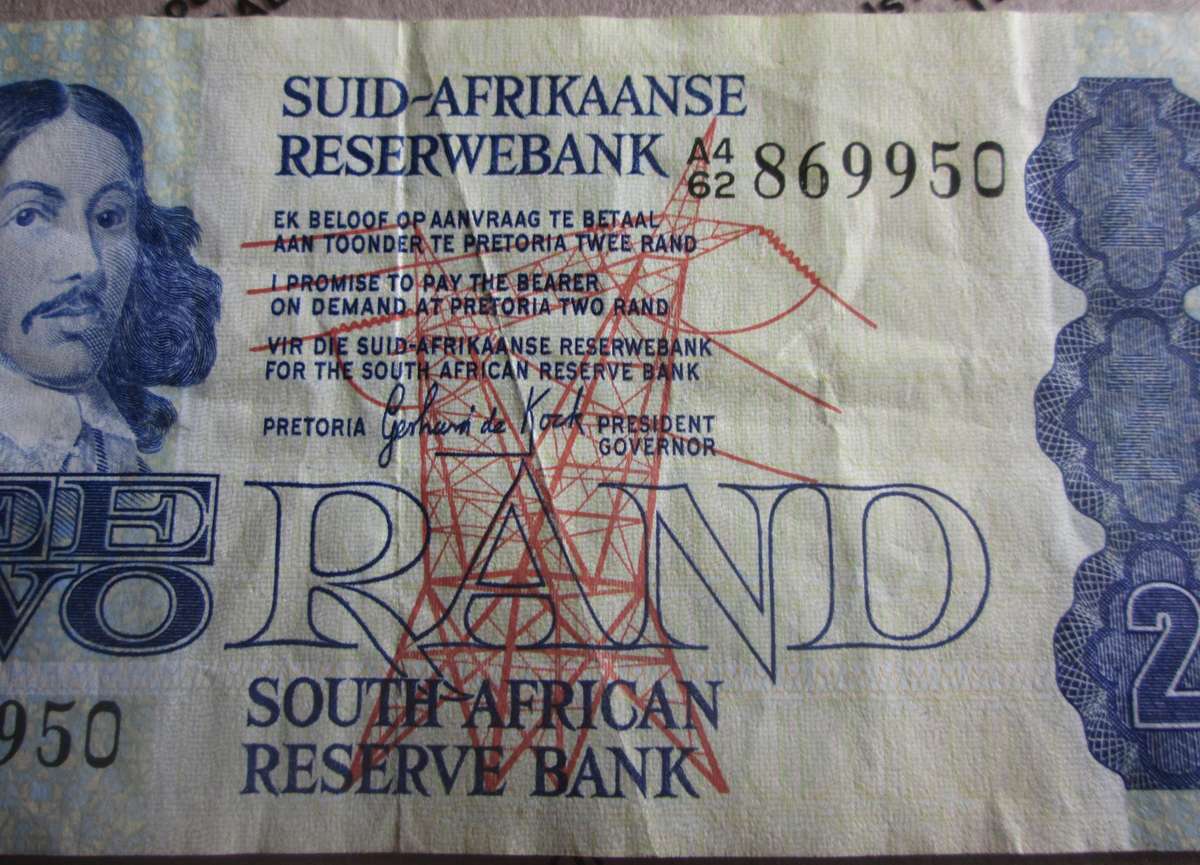 SUID-AFRIKAANSE
RESERWEBANK
A4
62 869950
EK BELOOF OP AANVRAAG TE BETAAL
AAN TOONDER TE PRETORIA TWEE RAND
I PROMISE TO PAY THE BEARER
ON DEMAND AT PRETORIA TWO RAND
VIR DIE SUID-AFRIKAANSE RESERWEBANK
FOR THE SOUTH AFRICAN RESERVE BANK
PRETORIA Gerhard de Kock PRESIDENT
GOVERNOR
EE
WO
RAND
2
950
SOUTH AFRICAN
RESERVE BANK